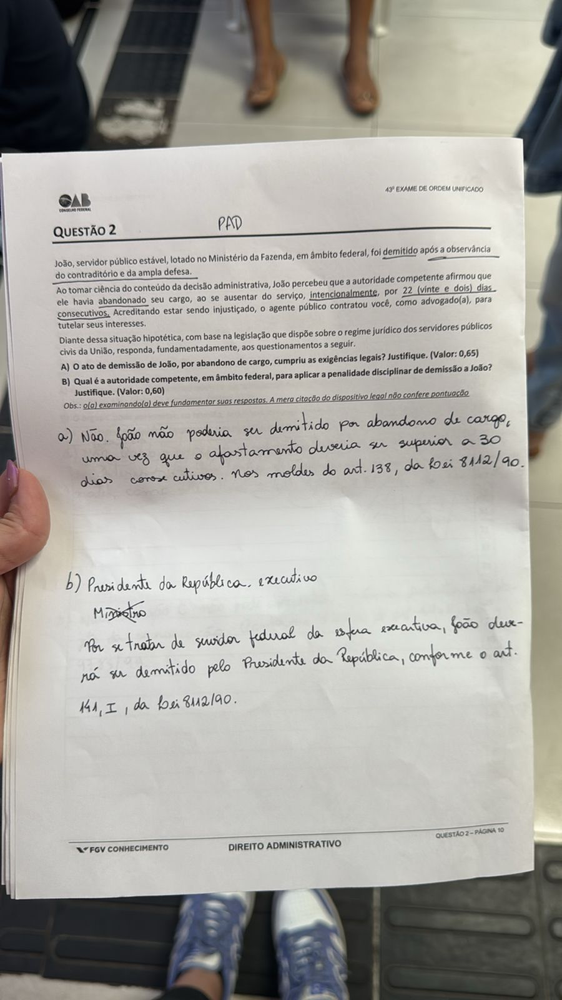 OAB
CONSELHO FEDERAL
43º EXAME DE ORDEM UNIFICADO
QUESTÃO 2
PAD
João, servidor público estável, lotado no Ministério da Fazenda, em âmbito federal, foi demitido após a observância
do contraditório e da ampla defesa.
Ao tomar ciência do conteúdo da decisão administrativa, João percebeu que a autoridade competente afirmou que
ele havia abandonado seu cargo, ao se ausentar do serviço, intencionalmente, por 22 (vinte e dois) dias
consecutivos. Acreditando estar sendo injustiçado, o agente público contratou você, como advogado(a), para
tutelar seus interesses.
Diante dessa situação hipotética, com base na legislação que dispõe sobre o regime jurídico dos servidores públicos
civis da União, responda, fundamentadamente, aos questionamentos a seguir.
A) O ato de demissão de João, por abandono de cargo, cumpriu as exigências legais? Justifique. (Valor: 0,65)
B) Qual é a autoridade competente, em âmbito federal, para aplicar a penalidade disciplinar de demissão a João?
Justifique. (Valor: 0,60)
Obs.: o(a) examinando(a) deve fundamentar suas respostas. A mera citação do dispositivo legal não confere pontuação
a) Não. João não poderia ser demitido por abandono de cargo,
uma vez que o afastamento deveria ser superior a 30
dias consecutivos. Nos moldes do art. 138, da Lei 8112/90.
b) Presidente da República. executivo
Ministro
Por se tratar de servidor federal da esfera executiva, João deve-
rá ser demitido pelo Presidente da República, conforme o art.
141, I, da Lei 8112/90.
QUESTÃO 2 – PÁGINA 10
FGV CONHECIMENTO
DIREITO ADMINISTRATIVO